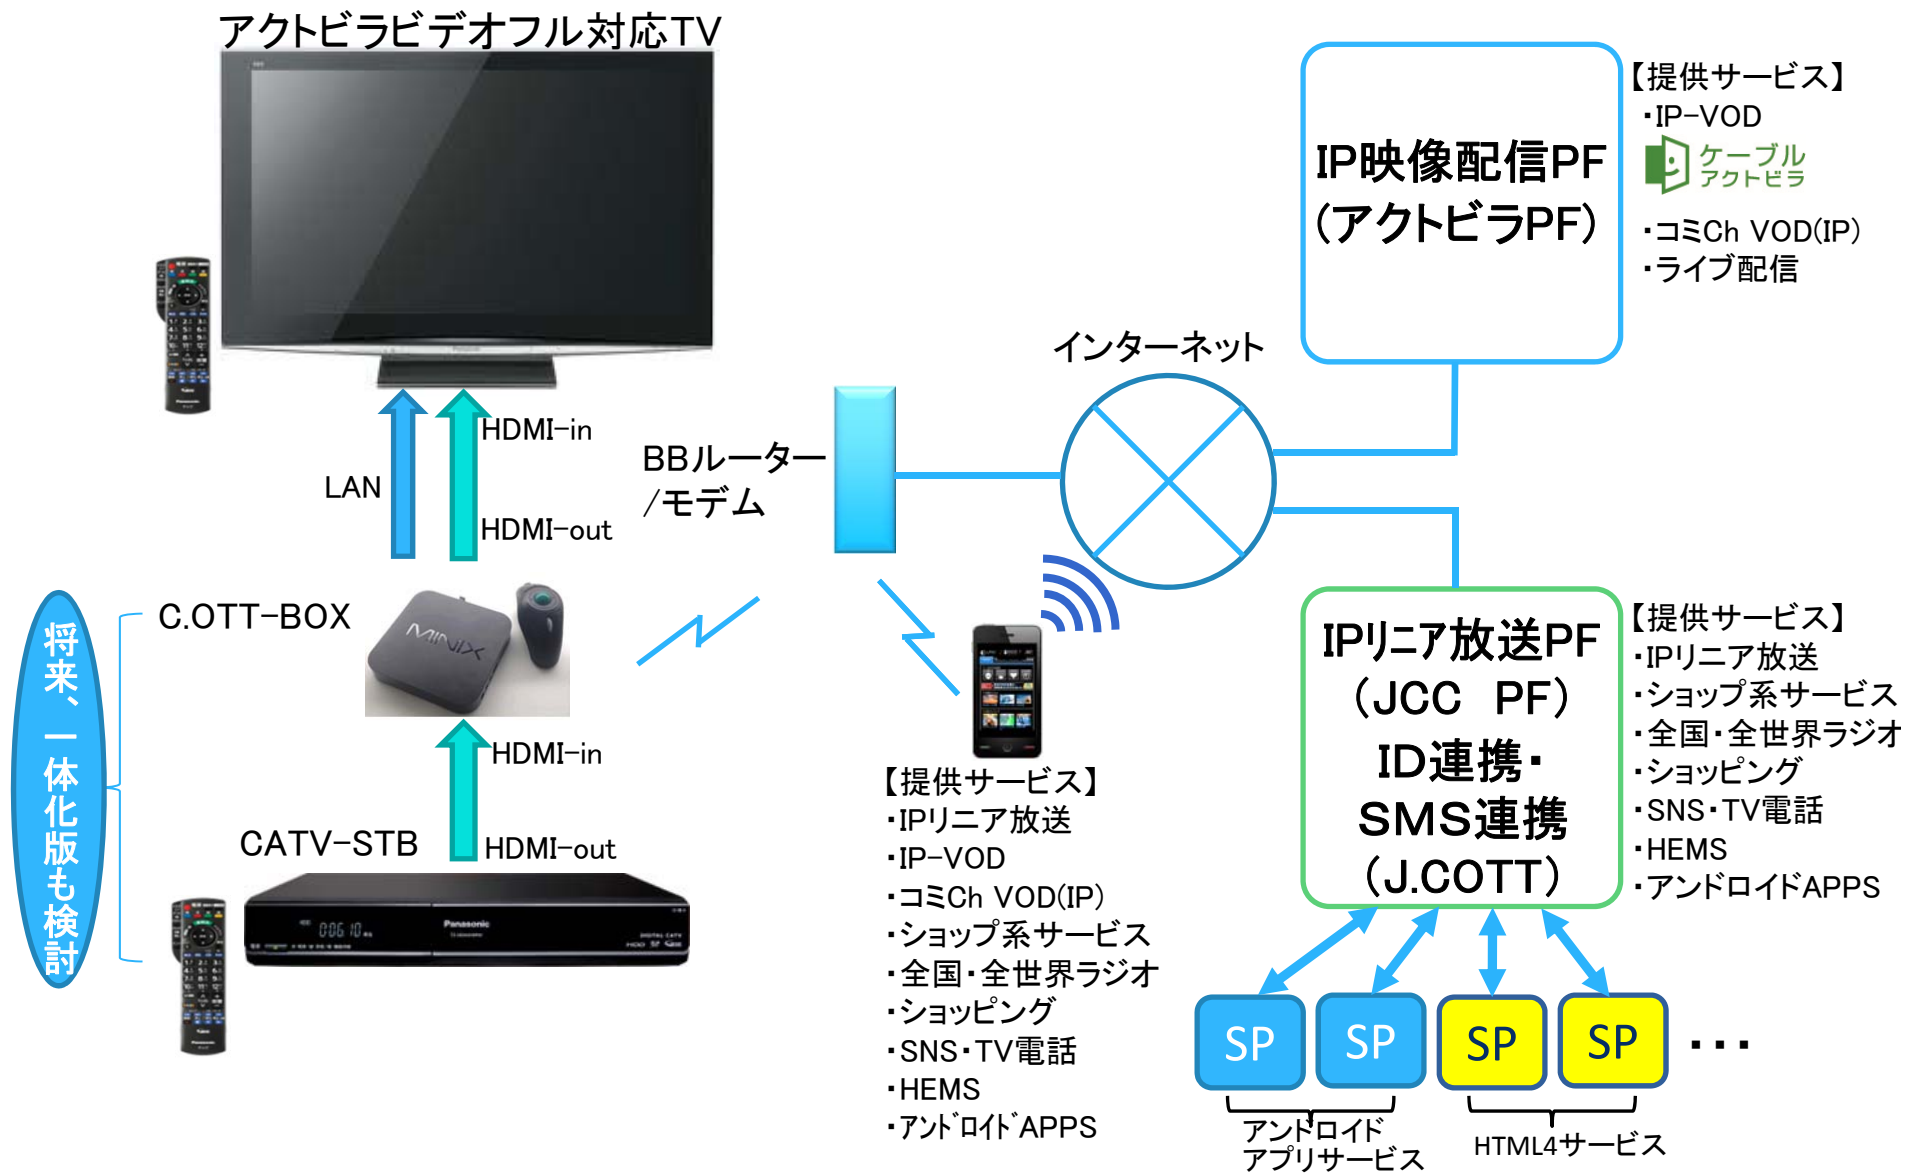 アクトビラビデオフル対応TV
Panasonic
LAN
HDMI-in
HDMI-out
BBルーター
/モデム
インターネット
IP映像配信PF
(アクトビラPF)
【提供サービス】
・IP-VOD
ケーブル
アクトビラ
・コミCh VOD(IP)
・ライブ配信
将来、一体化版も検討
C.OTT-BOX
MINIX
HDMI-in
HDMI-out
CATV-STB
Panasonic
DIGITAL CATV
HDD
【提供サービス】
・IPリニア放送
・IP-VOD
・コミCh VOD(IP)
・ショップ系サービス
・全国・全世界ラジオ
・ショッピング
・SNS・TV電話
・HEMS
・アンドロイドAPPS
IPリニア放送PF
(JCC PF)
ID連携・
SMS連携
(J.COTT)
【提供サービス】
・IPリニア放送
・ショップ系サービス
・全国・全世界ラジオ
・ショッピング
・SNS・TV電話
・HEMS
・アンドロイドAPPS
SP
SP
SP
SP
・・・
アンドロイド
アプリサービス
HTML4サービス